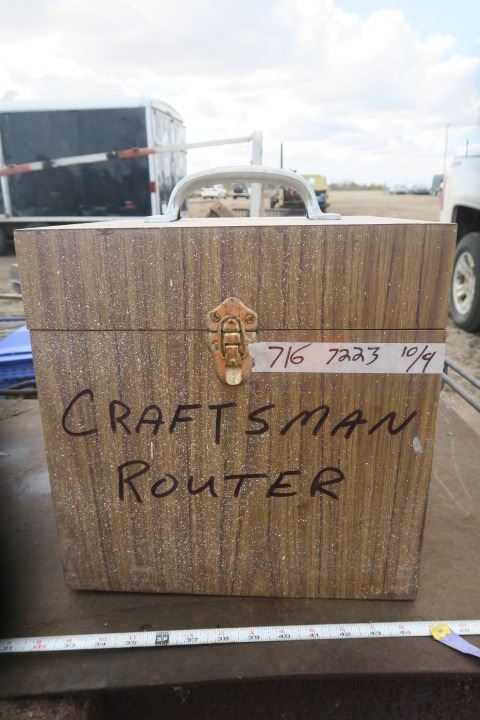 716 7223 10/9
CRAFTSMAN
ROUTER